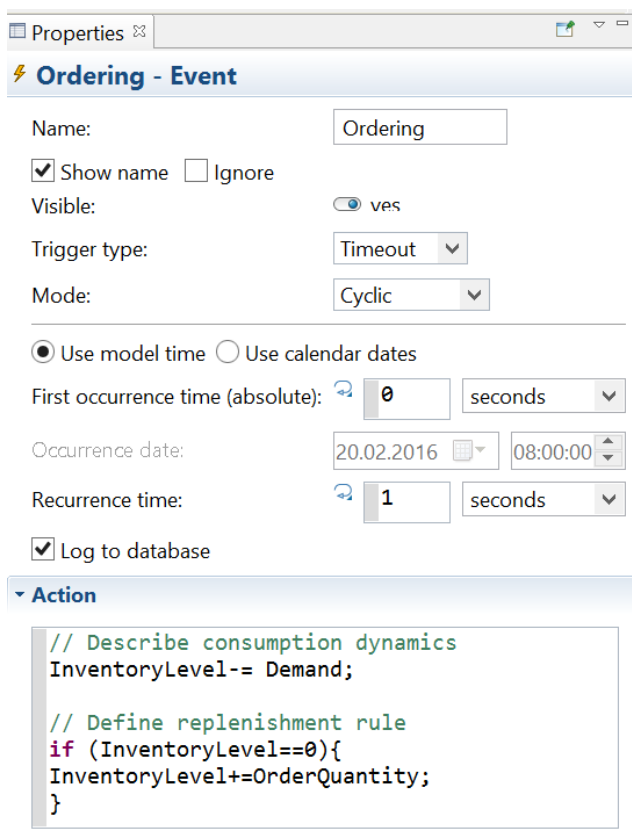 Properties
Ordering - Event
Name: Ordering
Show name Ignore
Visible: yes
Trigger type: Timeout
Mode: Cyclic
Use model time Use calendar dates
First occurrence time (absolute): 0 seconds
Occurrence date: 20.02.2016 08:00:00
Recurrence time: 1 seconds
Log to database
Action
// Describe consumption dynamics
InventoryLevel-= Demand;
// Define replenishment rule
if (InventoryLevel==0){
InventoryLevel+=OrderQuantity;
}